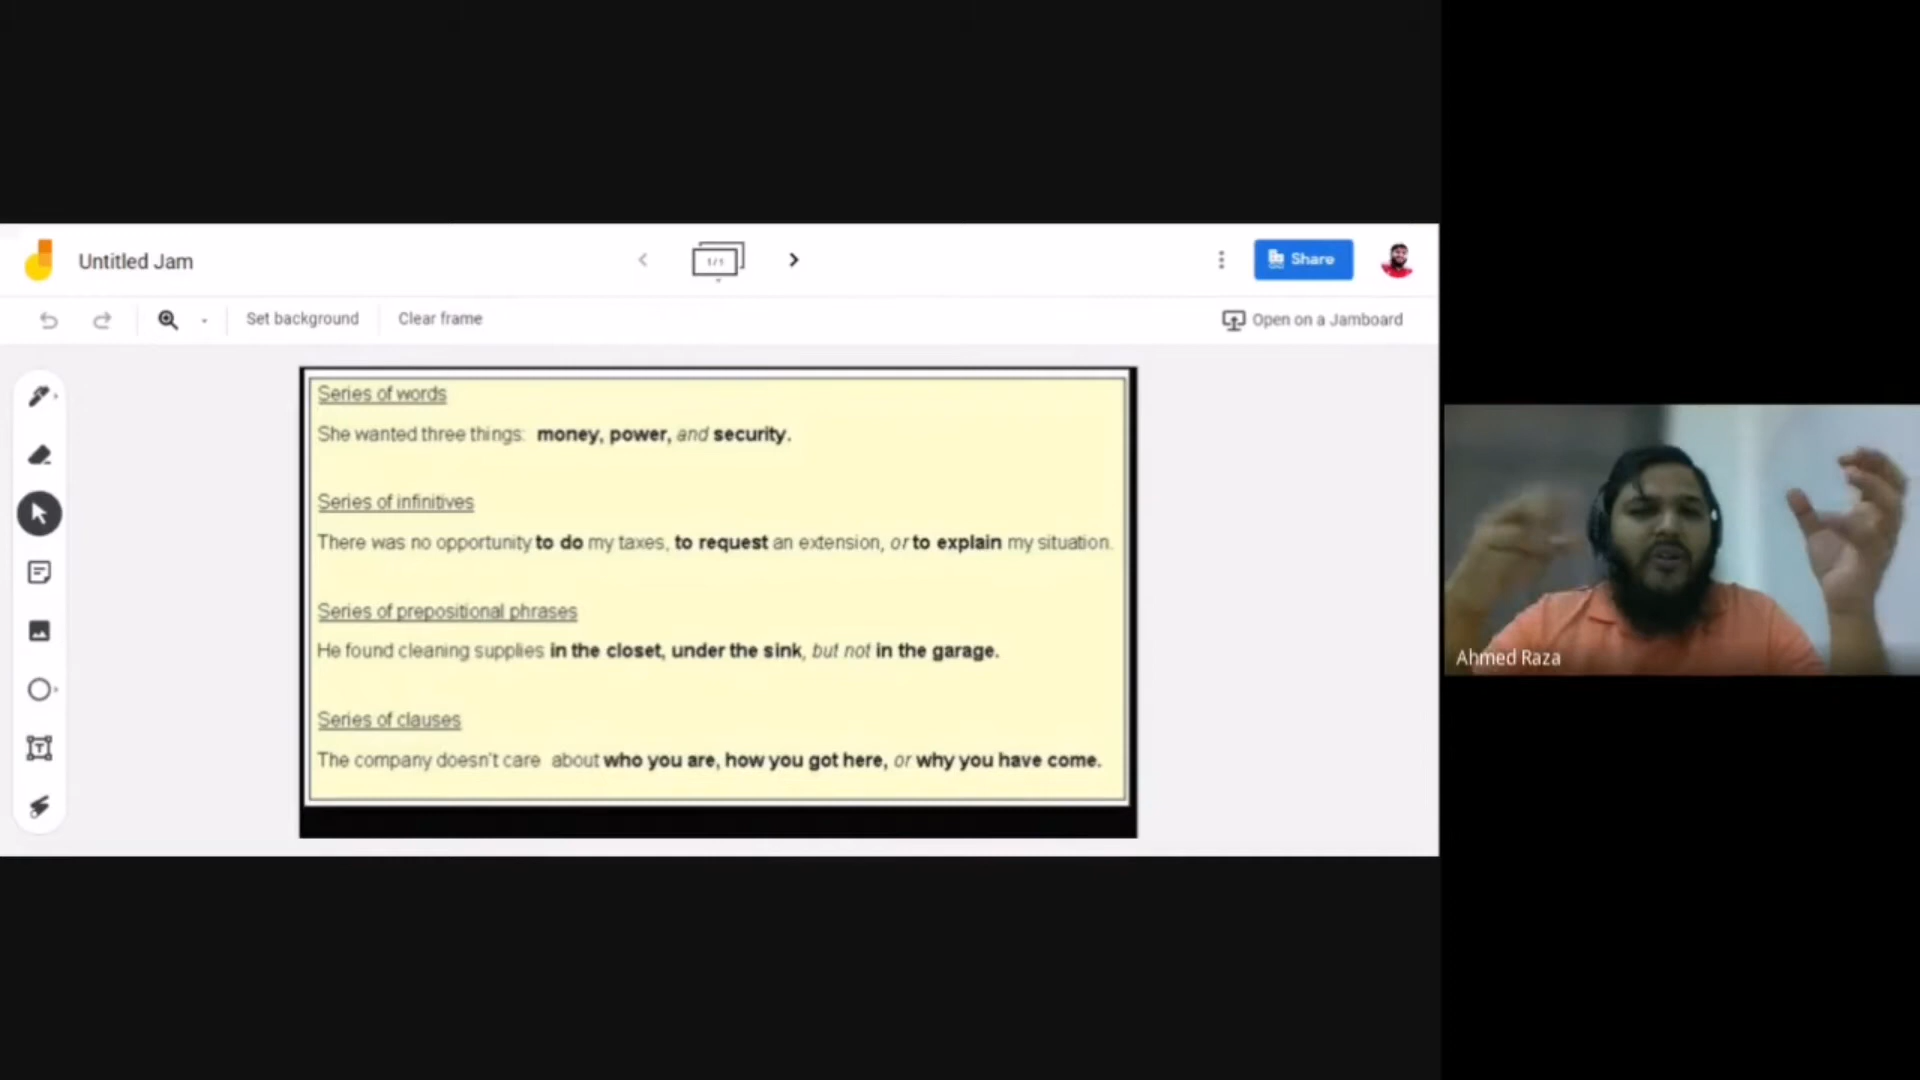 Untitled Jam
1/1
Share
Set background
Clear frame
Open on a Jamboard
Series of words
She wanted three things: money, power, and security.
Series of infinitives
There was no opportunity to do my taxes, to request an extension, or to explain my situation.
Series of prepositional phrases
He found cleaning supplies in the closet, under the sink, but not in the garage.
Series of clauses
The company doesn't care about who you are, how you got here, or why you have come.
Ahmed Raza